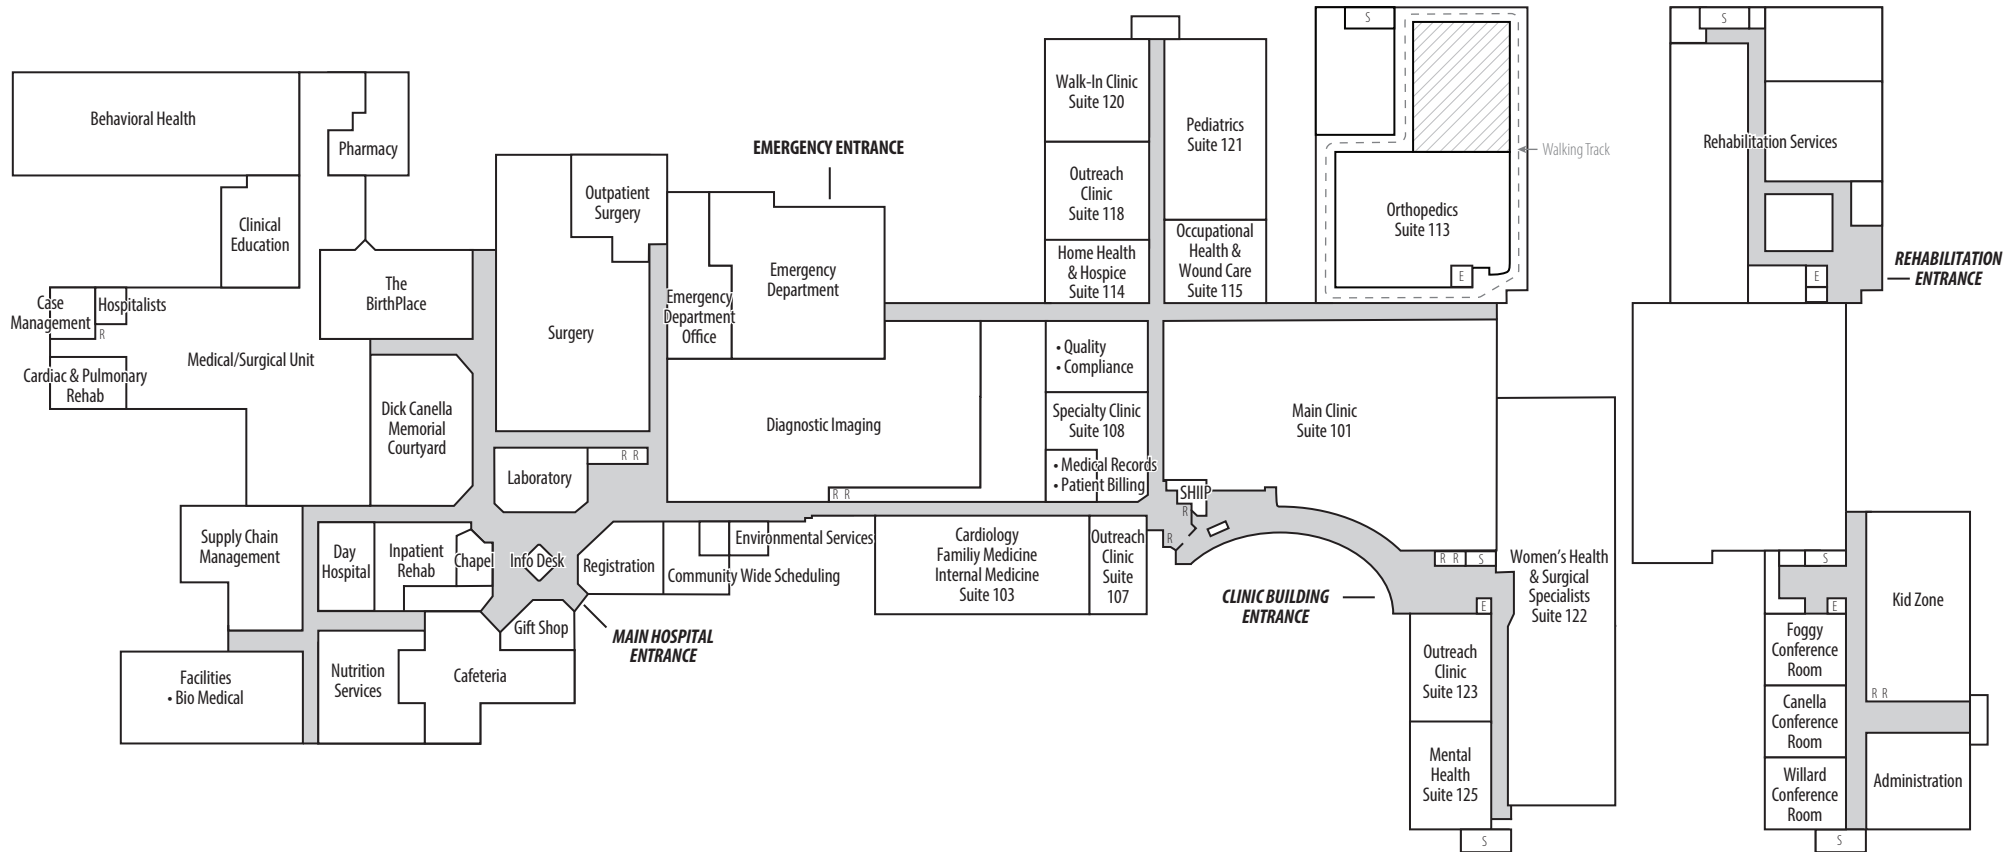 Behavioral Health
Pharmacy
Clinical
Education
Case
Management
Hospitalists
R
Cardiac & Pulmonary
Rehab
Medical/Surgical Unit
The
BirthPlace
Dick Canella
Memorial
Courtyard
Outpatient
Surgery
Surgery
Laboratory
R R
EMERGENCY ENTRANCE
Emergency
Department
Emergency
Department
Office
Diagnostic Imaging
R R
Supply Chain
Management
Day
Hospital
Inpatient
Rehab
Chapel
Info Desk
Registration
Environmental Services
Community Wide Scheduling
Gift Shop
MAIN HOSPITAL
ENTRANCE
Facilities
• Bio Medical
Nutrition
Services
Cafeteria
Walk-In Clinic
Suite 120
Outreach
Clinic
Suite 118
Home Health
& Hospice
Suite 114
Pediatrics
Suite 121
Occupational
Health &
Wound Care
Suite 115
• Quality
• Compliance
Specialty Clinic
Suite 108
• Medical Records
• Patient Billing
Main Clinic
Suite 101
SHIIP
R
R
Cardiology
Familiy Medicine
Internal Medicine
Suite 103
Outreach
Clinic
Suite
107
CLINIC BUILDING
ENTRANCE
R R
S
E
Women's Health
& Surgical
Specialists
Suite 122
Outreach
Clinic
Suite 123
Mental
Health
Suite 125
S
S
Walking Track
Orthopedics
Suite 113
E
S
Rehabilitation Services
E
REHABILITATION
ENTRANCE
S
E
Kid Zone
Foggy
Conference
Room
R R
Canella
Conference
Room
Willard
Conference
Room
Administration
S